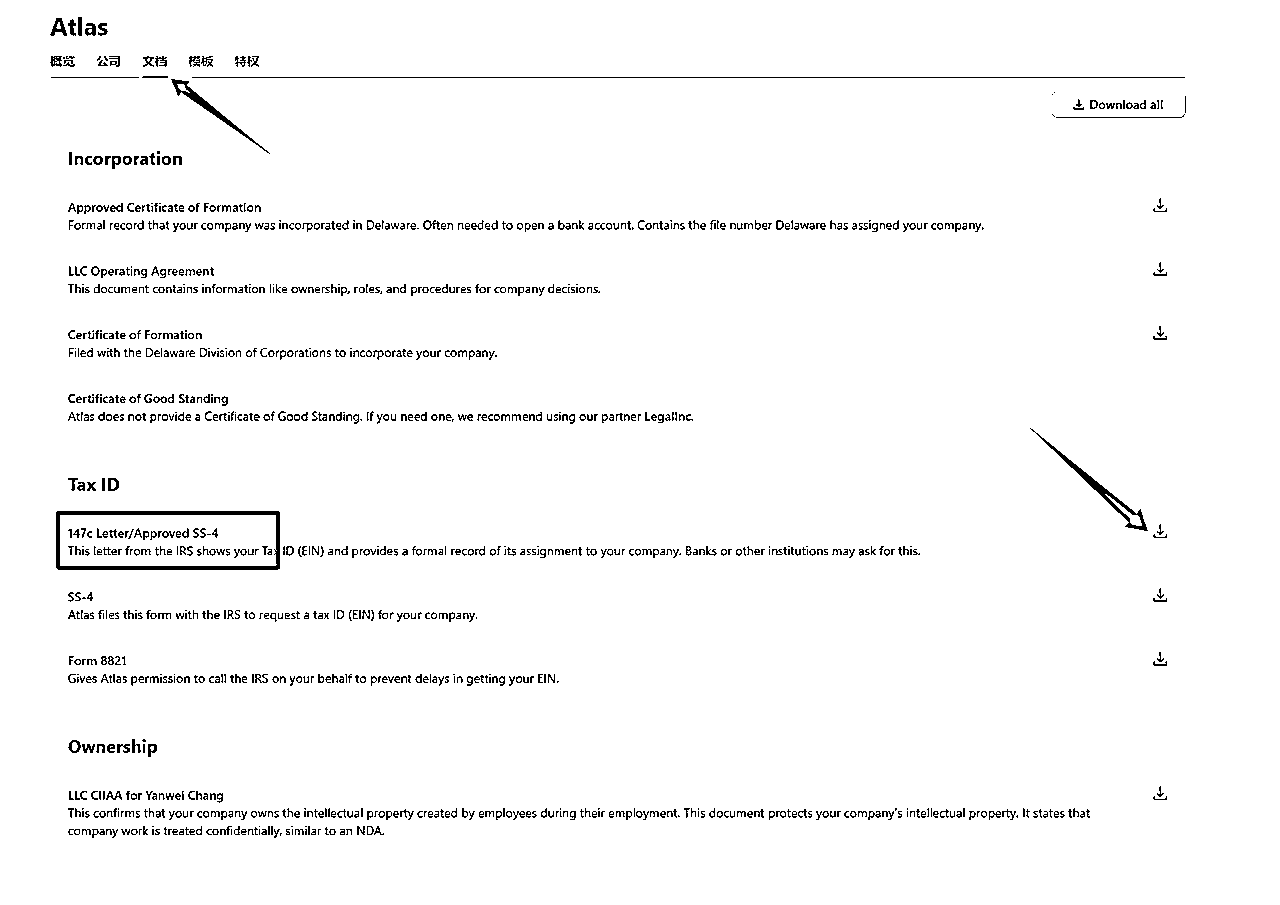 Atlas
概览 公司 文档 模板 特权
Download all
Incorporation
Approved Certificate of Formation
Formal record that your company was incorporated in Delaware. Often needed to open a bank account. Contains the file number Delaware has assigned your company.
LLC Operating Agreement
This document contains information like ownership, roles, and procedures for company decisions.
Certificate of Formation
Filed with the Delaware Division of Corporations to incorporate your company.
Certificate of Good Standing
Atlas does not provide a Certificate of Good Standing. If you need one, we recommend using our partner LegalInc.
Tax ID
147c Letter/Approved SS-4
This letter from the IRS shows your Tax ID (EIN) and provides a formal record of its assignment to your company. Banks or other institutions may ask for this.
SS-4
Atlas files this form with the IRS to request a tax ID (EIN) for your company.
Form 8821
Gives Atlas permission to call the IRS on your behalf to prevent delays in getting your EIN.
Ownership
LLC CIIAA for Yanwei Chang
This confirms that your company owns the intellectual property created by employees during their employment. This document protects your company's intellectual property. It states that
company work is treated confidentially, similar to an NDA.